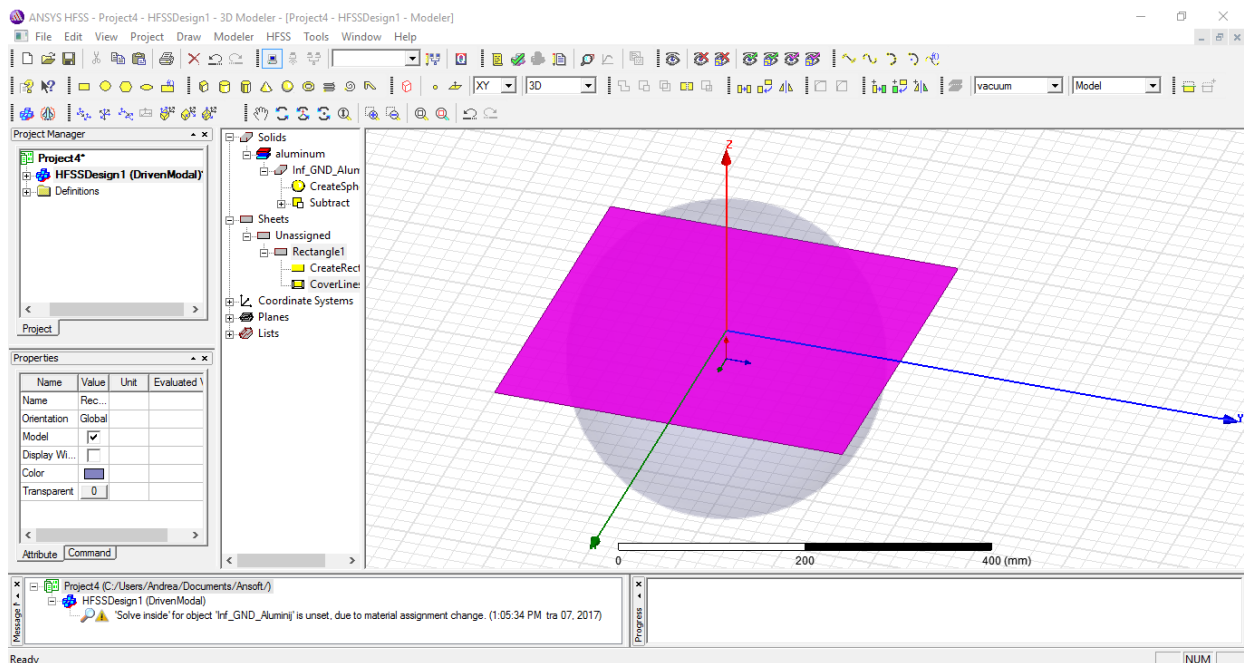 ANSYS HFSS - Project4 - HFSSDesign1 - 3D Modeler - [Project4 - HFSSDesign1 - Modeler]
File Edit View Project Draw Modeler HFSS Tools Window Help
XY 3D vacuum Model
Project Manager
Project4*
HFSSDesign1 (DrivenModal)*
Definitions
Project
Properties
Name Value Unit Evaluated V
Name Rec...
Orientation Global
Model
Display Wi...
Color
Transparent 0
Attribute Command
Solids
aluminum
Inf_GND_Alun
CreateSph
Subtract
Sheets
Unassigned
Rectangle1
CreateRect
CoverLines
Coordinate Systems
Planes
Lists
Z
Y
0 200 400 (mm)
Project4 (C:/Users/Andrea/Documents/Ansoft/)
HFSSDesign1 (DrivenModal)
'Solve inside' for object 'Inf_GND_Aluminij' is unset, due to material assignment change. (1:05:34 PM tra 07, 2017)
Progress
Ready
NUM